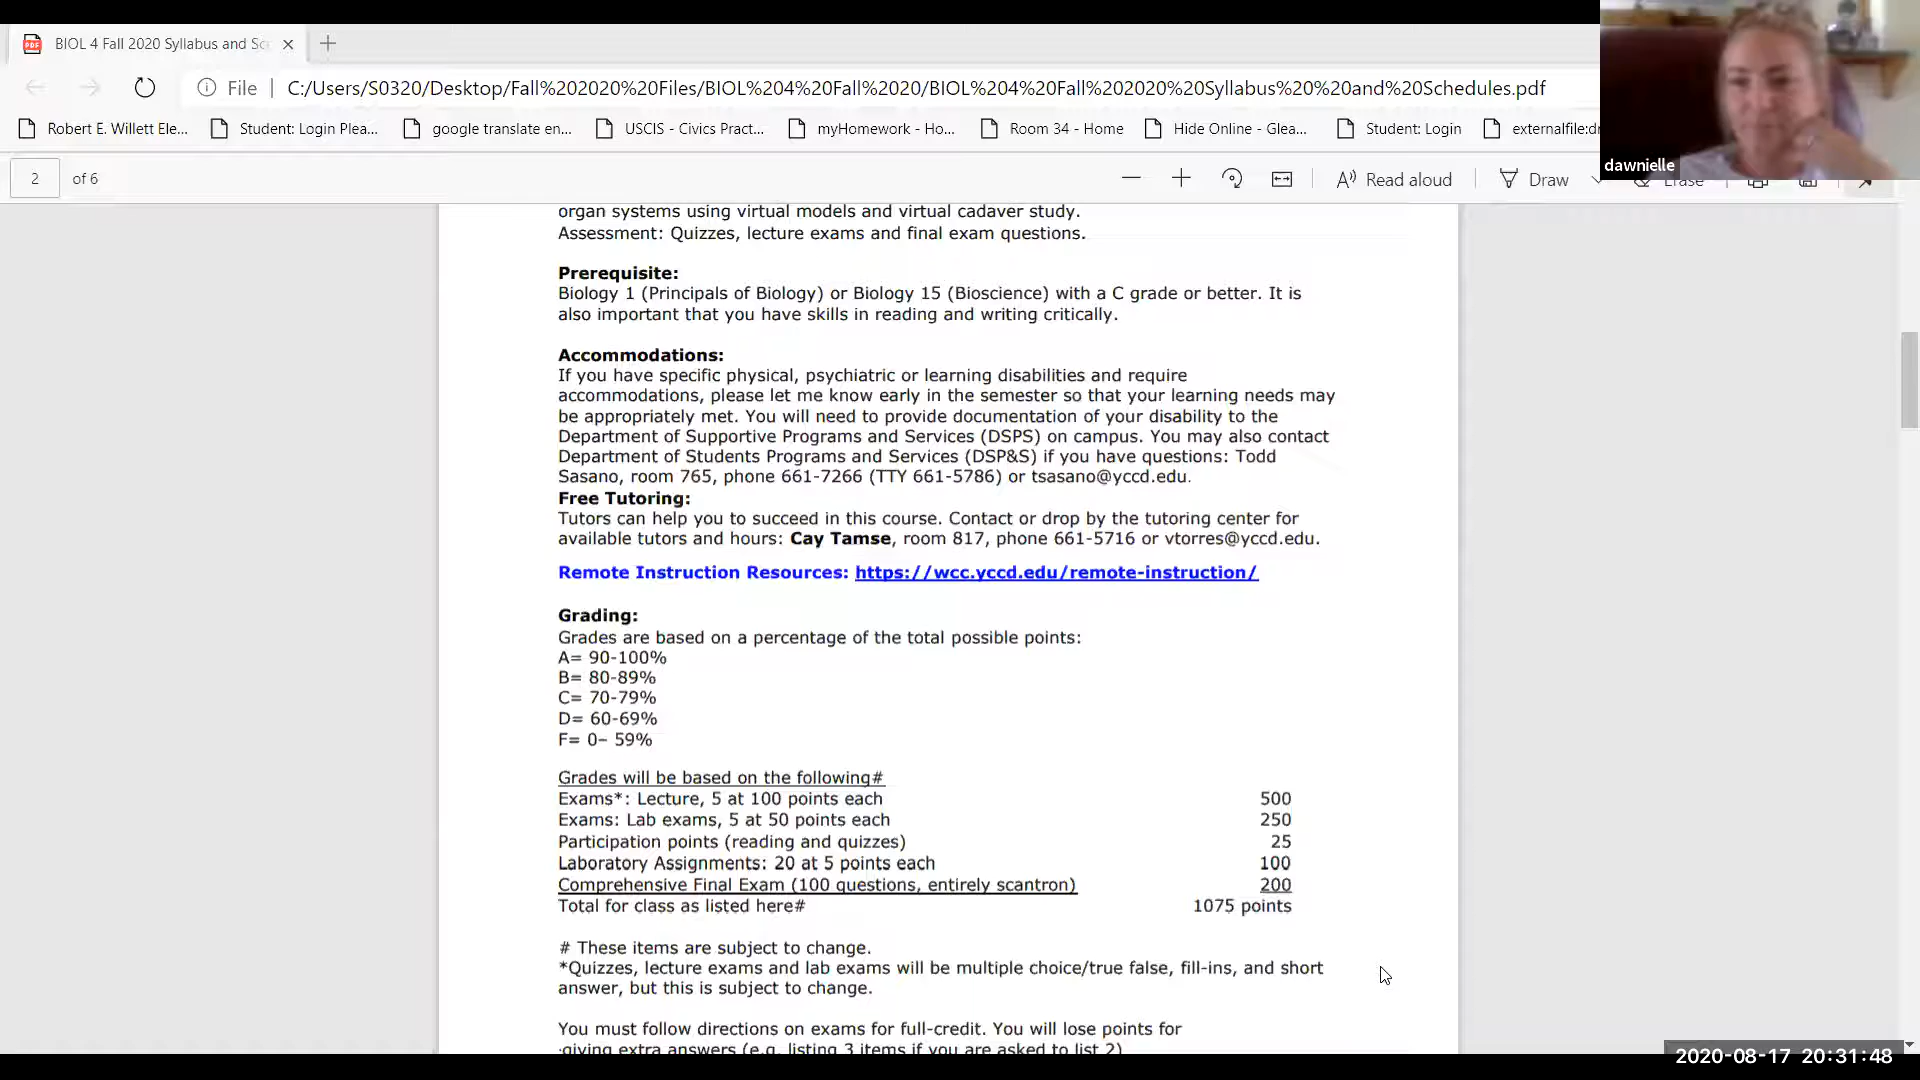 BIOL 4 Fall 2020 Syllabus and Sc
File
C:/Users/S0320/Desktop/Fall%202020%20Files/BIOL%204%20Fall%2020/BIOL%204%20Fall%202020%20Syllabus%20%20and%20Schedules.pdf
Robert E. Willett Ele... Student: Login Plea... google translate en... USCIS - Civics Pract... myHomework - Ho... Room 34 - Home Hide Online - Glea... Student: Login externalfile:dr
dawnielle
2 of 6 Read aloud Draw Erase
organ systems using virtual models and virtual cadaver study.
Assessment: Quizzes, lecture exams and final exam questions.
Prerequisite:
Biology 1 (Principals of Biology) or Biology 15 (Bioscience) with a C grade or better. It is
also important that you have skills in reading and writing critically.
Accommodations:
If you have specific physical, psychiatric or learning disabilities and require
accommodations, please let me know early in the semester so that your learning needs may
be appropriately met. You will need to provide documentation of your disability to the
Department of Supportive Programs and Services (DSPS) on campus. You may also contact
Department of Students Programs and Services (DSP&S) if you have questions: Todd
Sasano, room 765, phone 661-7266 (TTY 661-5786) or tsasano@yccd.edu.
Free Tutoring:
Tutors can help you to succeed in this course. Contact or drop by the tutoring center for
available tutors and hours: Cay Tamse, room 817, phone 661-5716 or vtorres@yccd.edu.
Remote Instruction Resources: https://wcc.yccd.edu/remote-instruction/
Grading:
Grades are based on a percentage of the total possible points:
A= 90-100%
B= 80-89%
C= 70-79%
D= 60-69%
F= 0– 59%
Grades will be based on the following#
Exams*: Lecture, 5 at 100 points each 500
Exams: Lab exams, 5 at 50 points each 250
Participation points (reading and quizzes) 25
Laboratory Assignments: 20 at 5 points each 100
Comprehensive Final Exam (100 questions, entirely scantron) 200
Total for class as listed here# 1075 points
# These items are subject to change.
*Quizzes, lecture exams and lab exams will be multiple choice/true false, fill-ins, and short
answer, but this is subject to change.
You must follow directions on exams for full-credit. You will lose points for
·giving extra answers (e.g. listing 3 items if you are asked to list 2)
2020-08-17 20:31:48